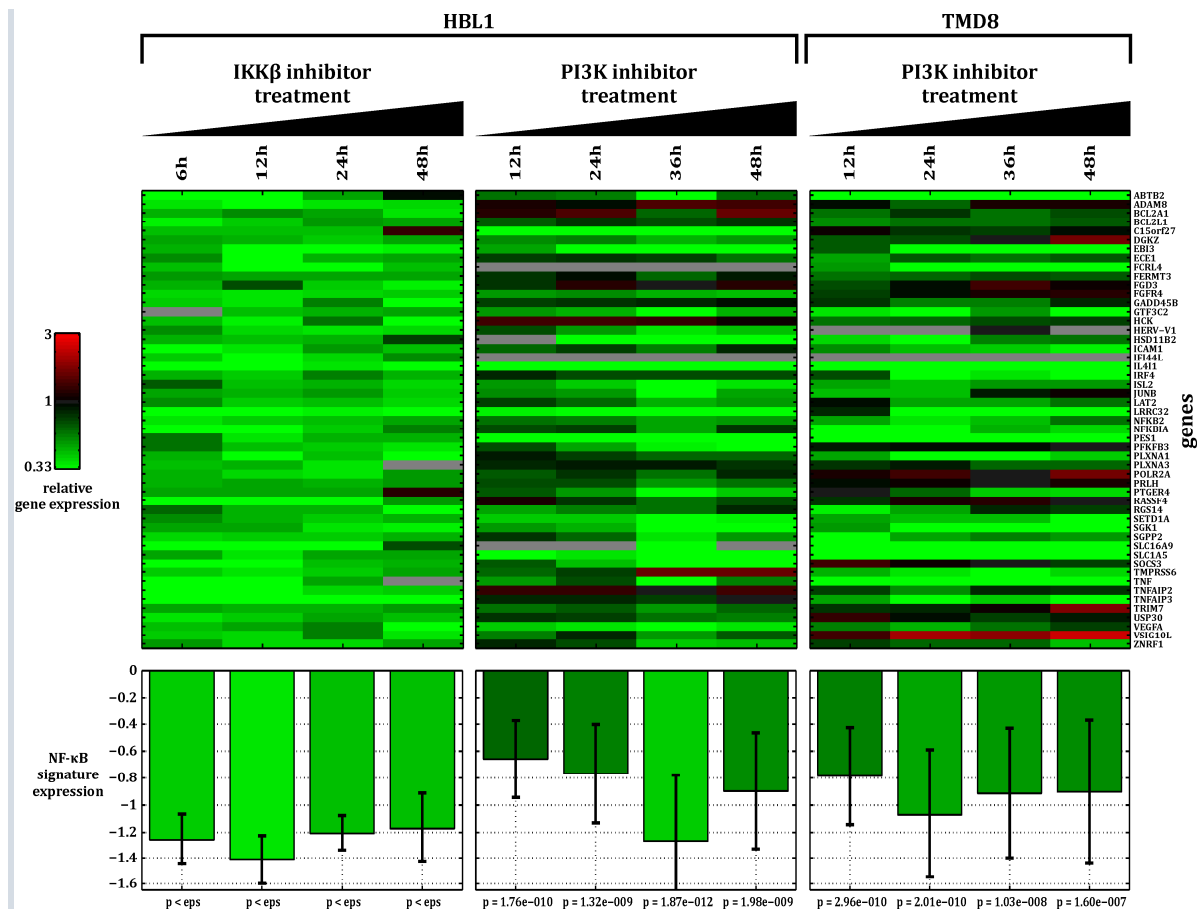 HBL1
TMD8
IKKβ inhibitor
treatment
PI3K inhibitor
treatment
PI3K inhibitor
treatment
6h
12h
24h
48h
12h
24h
36h
48h
12h
24h
36h
48h
ABTB2
ADAM8
BCL2A1
BCL2L1
C15orf27
DGKZ
EBI3
ECE1
FCRL4
FERMT3
FGD3
FGFR4
GADD45B
GTF3C2
HCK
HERV-V1
HSD11B2
ICAM1
IFI44L
IL4I1
IRF4
ISL2
JUNB
LAT2
LRRC32
NFKB2
NFKBIA
PES1
PFKFB3
PLXNA1
PLXNA3
POLR2A
PRLH
PTGER4
RASSF4
RGS14
SETD1A
SGK1
SGPP2
SLC16A9
SLC1A5
SOCS3
TMPRSS6
TNF
TNFAIP2
TNFAIP3
TRIM7
USP30
VEGFA
VSIG10L
ZNRF1
genes
3
1
0.33
relative
gene expression
NF-κB
signature
expression
0
−0.2
−0.4
−0.6
−0.8
−1
−1.2
−1.4
−1.6
p < eps
p < eps
p < eps
p < eps
p = 1.76e−010
p = 1.32e−009
p = 1.87e−012
p = 1.98e−009
p = 2.96e−010
p = 2.01e−010
p = 1.03e−008
p = 1.60e−007